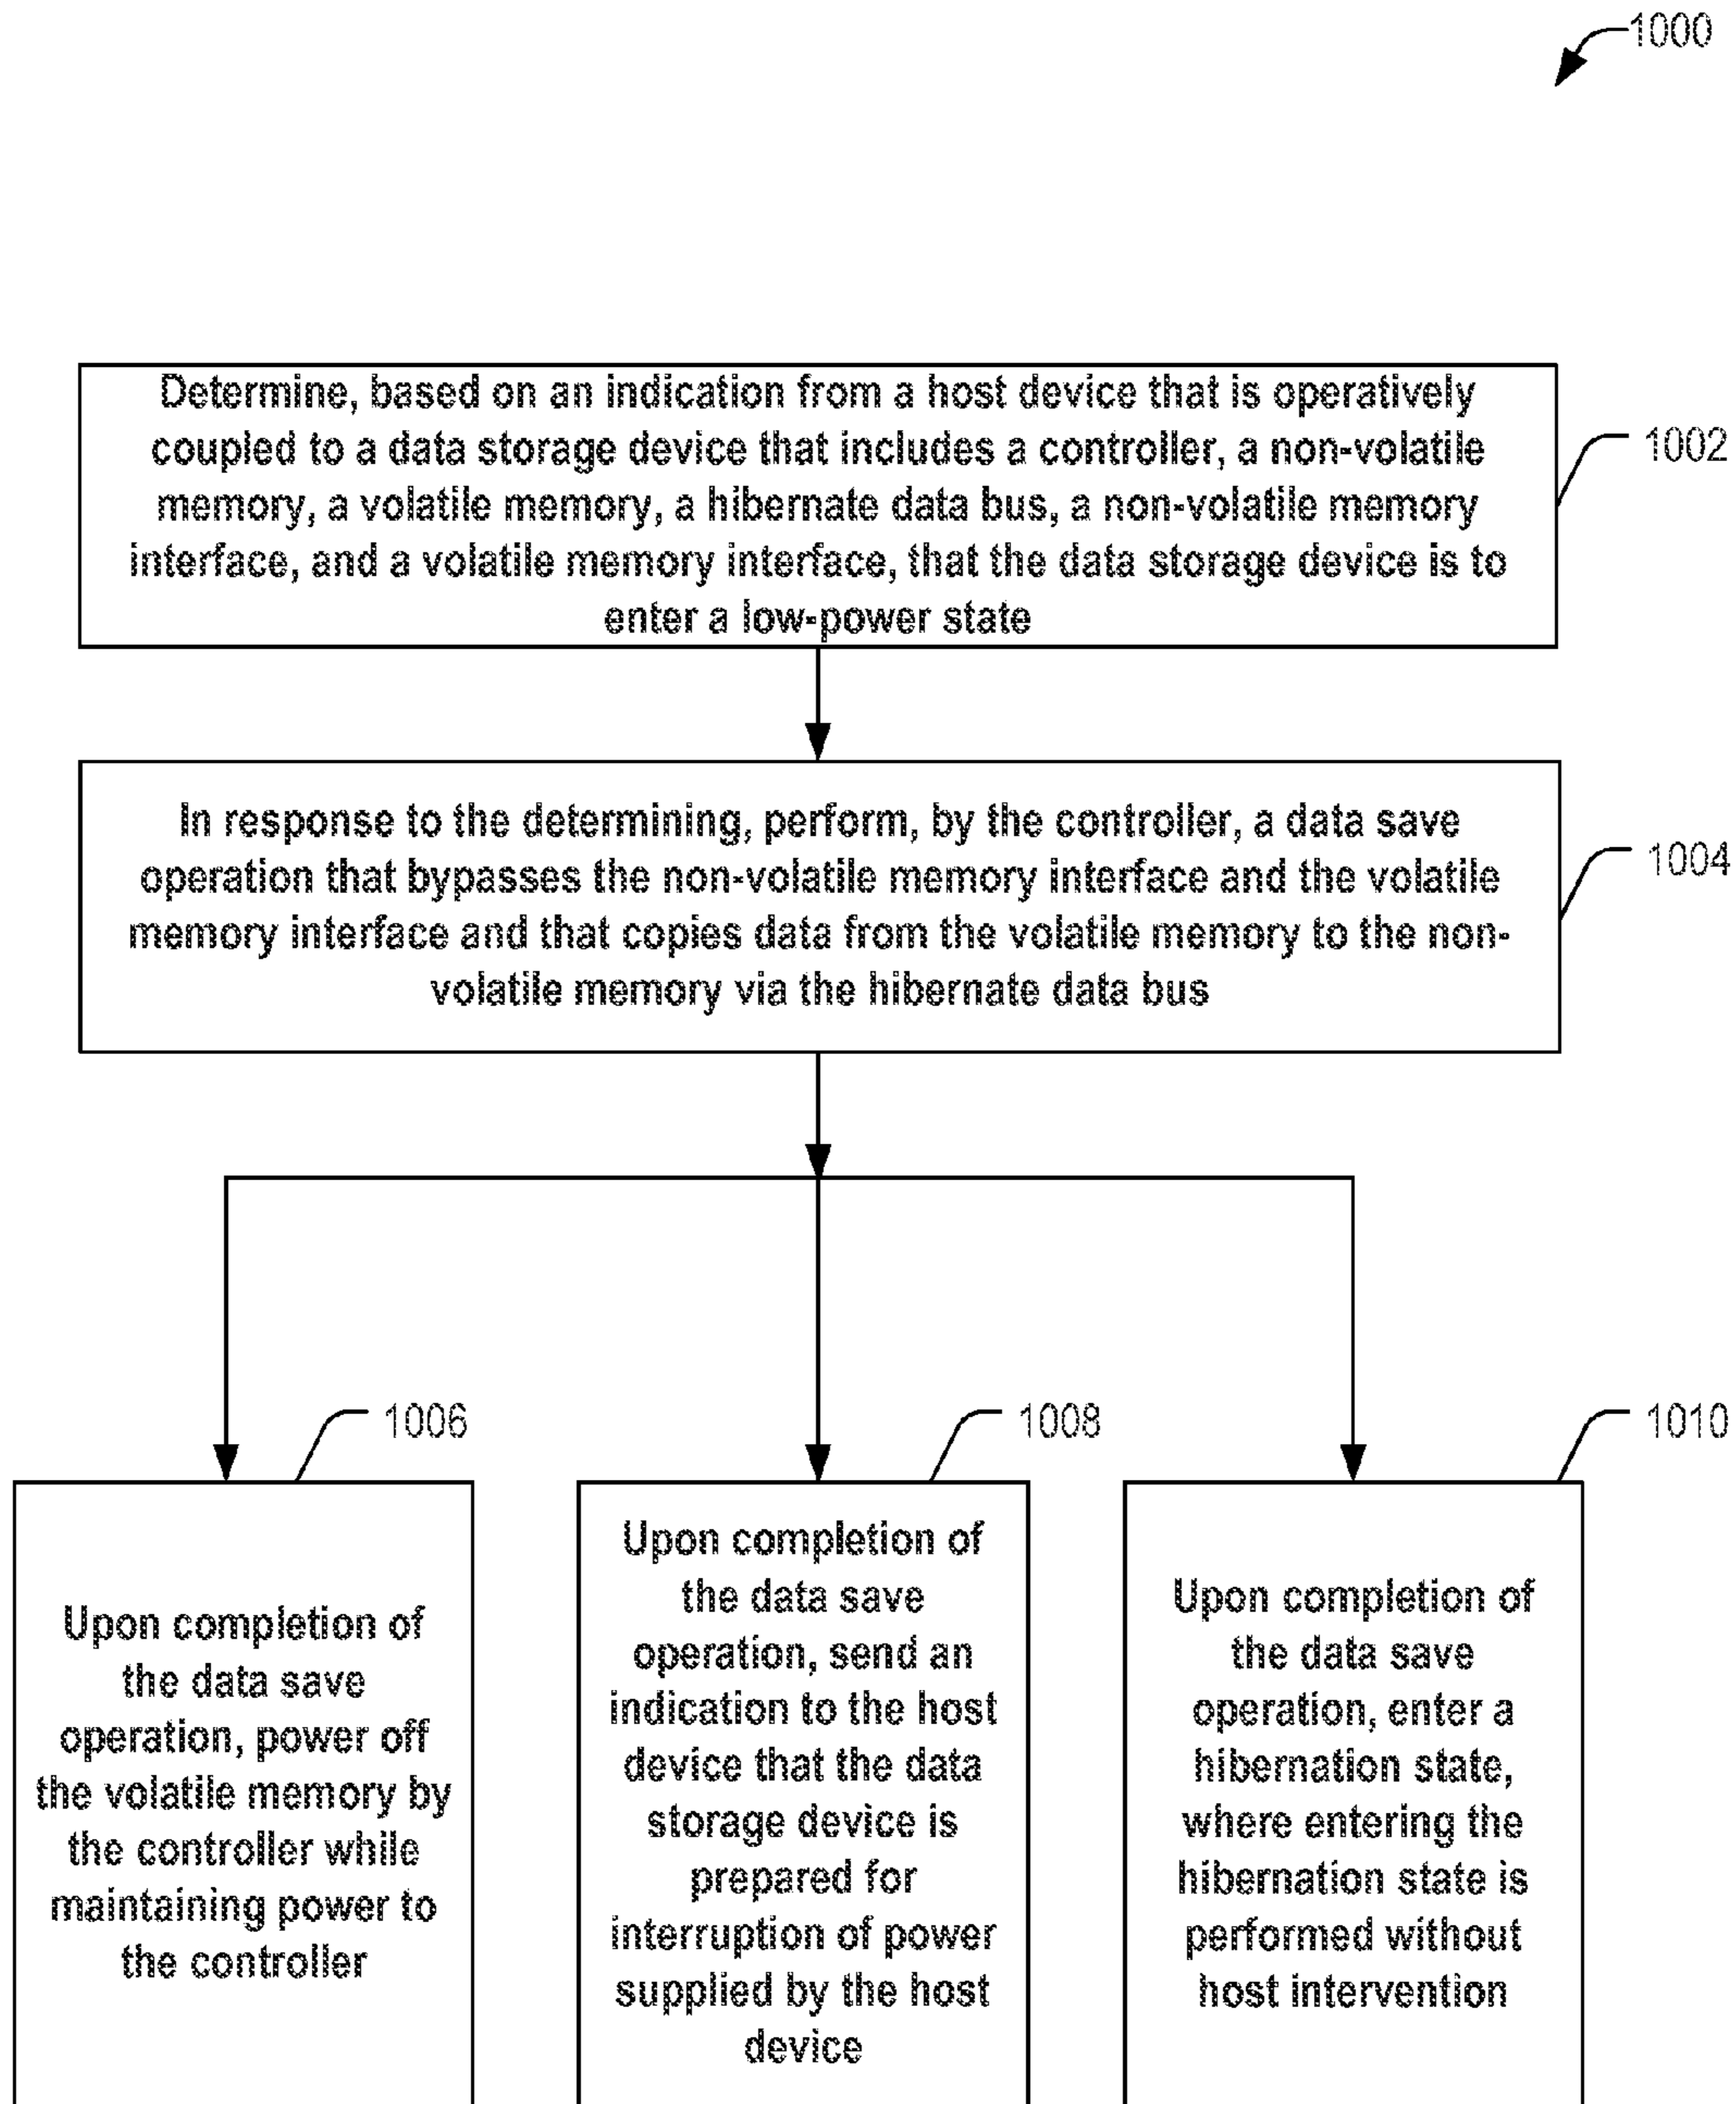 1000
Determine, based on an indication from a host device that is operatively
coupled to a data storage device that includes a controller, a non-volatile
memory, a volatile memory, a hibernate data bus, a non-volatile memory
interface, and a volatile memory interface, that the data storage device is to
enter a low-power state
1002
In response to the determining, perform, by the controller, a data save
operation that bypasses the non-volatile memory interface and the volatile
memory interface and that copies data from the volatile memory to the non-
volatile memory via the hibernate data bus
1004
1006
Upon completion of
the data save
operation, power off
the volatile memory by
the controller while
maintaining power to
the controller
1008
Upon completion of
the data save
operation, send an
indication to the host
device that the data
storage device is
prepared for
interruption of power
supplied by the host
device
1010
Upon completion of
the data save
operation, enter a
hibernation state,
where entering the
hibernation state is
performed without
host intervention